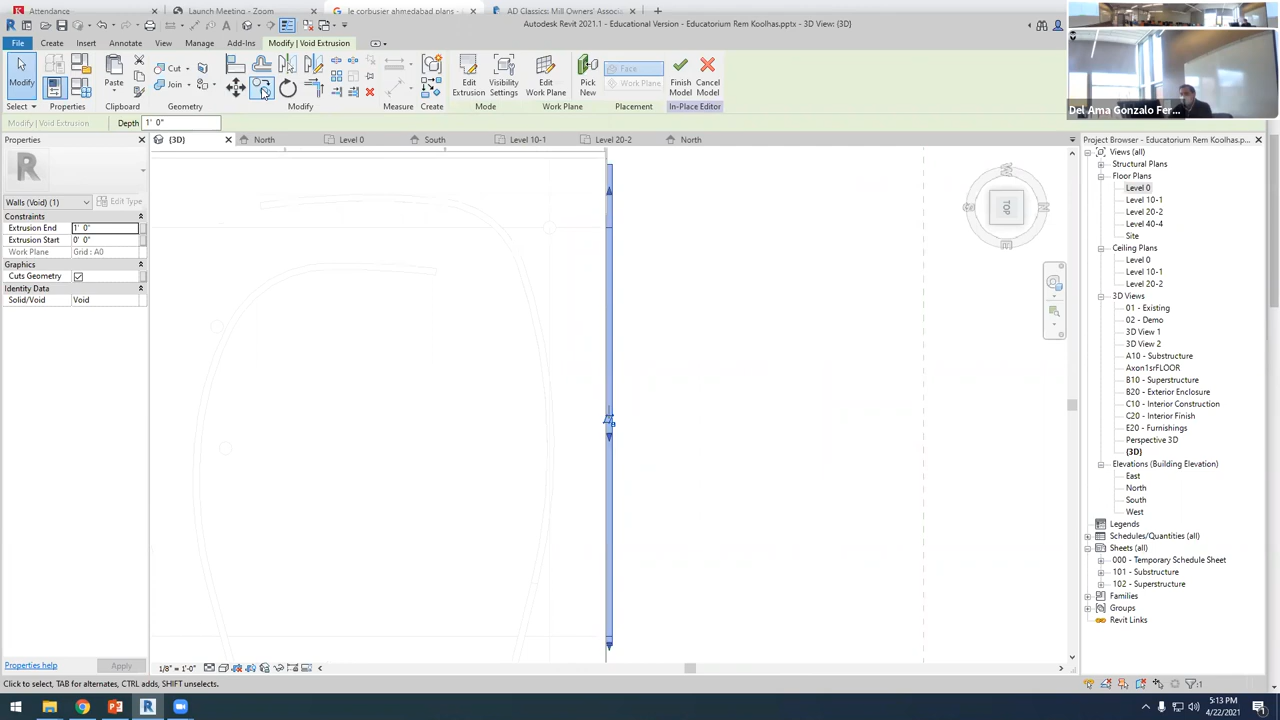 Attendance
Launch Meeting - Zoom
le corbusier ahmedabad plans -
AD Classics: Mill Owners' Associa
Autodesk Revit 2021.1 - Educational Version - Educatorium Rem Koolhas.pptx - 3D View: {3D}
File Create Insert Annotate View Manage Add-Ins Modify | Void Extrusion
Modify
Paste
Cut
Join
Edit Extrusion
Visibility Settings
Edit Work Plane
Pick New
Face
Work Plane
Finish Model
Cancel Model
Select Properties Clipboard Geometry Modify Measure Create Mode Work Plane Placement In-Place Editor
Del Ama Gonzalo Fer...
Modify | Void Extrusion Depth 1' 0"
Properties
{3D} North Level 0 South Level 10-1 Level 20-2 North
Project Browser - Educatorium Rem Koolhas.p...
Walls (Void) (1) Edit Type
Constraints
Extrusion End 1' 0"
Extrusion Start 0' 0"
Work Plane Grid : A0
Graphics
Cuts Geometry
Identity Data
Solid/Void Void
TOP
Views (all)
Structural Plans
Floor Plans
Level 0
Level 10-1
Level 20-2
Level 40-4
Site
Ceiling Plans
Level 0
Level 10-1
Level 20-2
3D Views
01 - Existing
02 - Demo
3D View 1
3D View 2
A10 - Substructure
Axon1srFLOOR
B10 - Superstructure
B20 - Exterior Enclosure
C10 - Interior Construction
C20 - Interior Finish
E20 - Furnishings
Perspective 3D
{3D}
Elevations (Building Elevation)
East
North
South
West
Legends
Schedules/Quantities (all)
Sheets (all)
000 - Temporary Schedule Sheet
101 - Substructure
102 - Superstructure
Families
Groups
Revit Links
Properties help Apply
1/8" = 1'-0"
Click to select, TAB for alternates, CTRL adds, SHIFT unselects.
:1
5:13 PM
4/22/2021